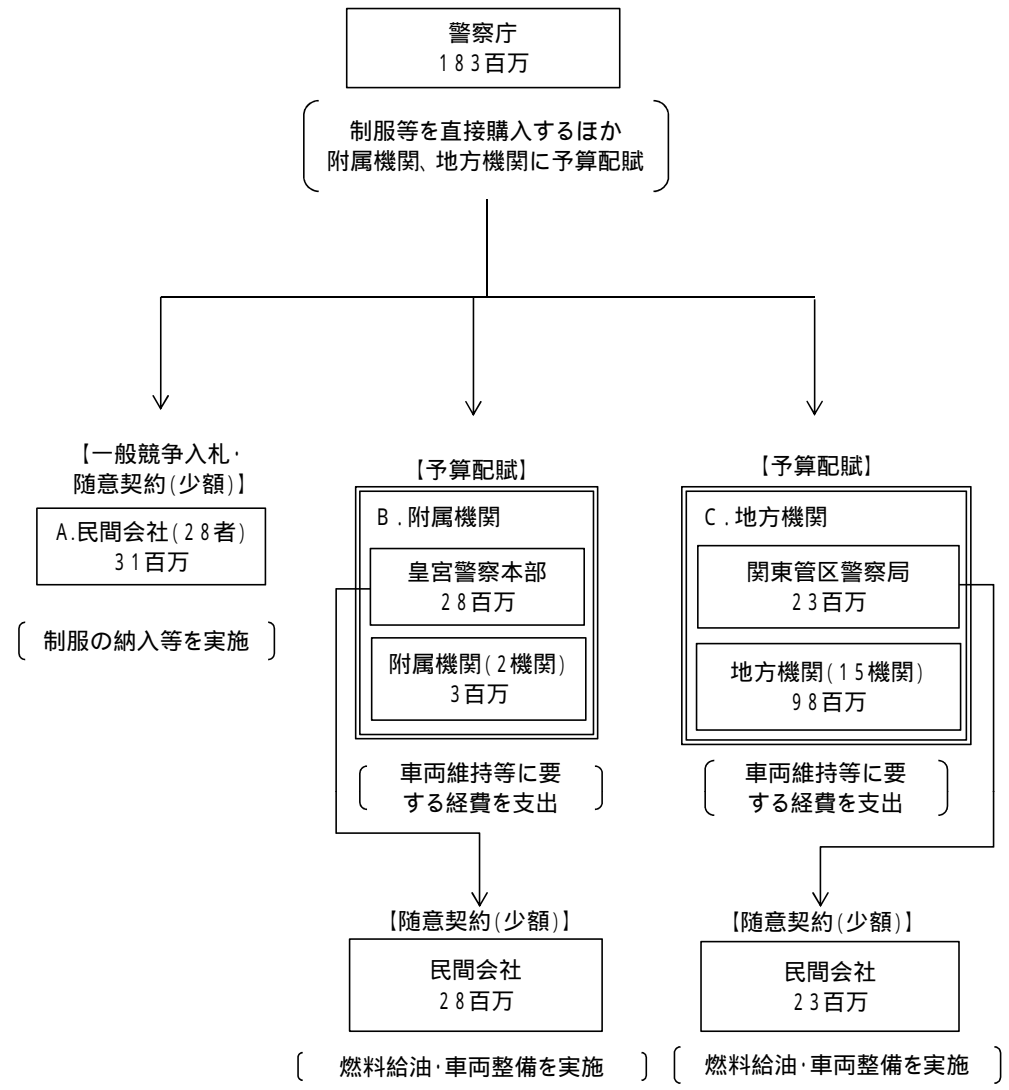 警察庁
183百万
制服等を直接購入するほか
附属機関、地方機関に予算配賦
【一般競争入札・
随意契約(少額)】
A.民間会社(28者)
31百万
制服の納入等を実施
【予算配賦】
B.附属機関
皇宮警察本部
28百万
附属機関(2機関)
3百万
車両維持等に要
する経費を支出
【随意契約(少額)】
民間会社
28百万
燃料給油・車両整備を実施
【予算配賦】
C.地方機関
関東管区警察局
23百万
地方機関(15機関)
98百万
車両維持等に要
する経費を支出
【随意契約(少額)】
民間会社
23百万
燃料給油・車両整備を実施